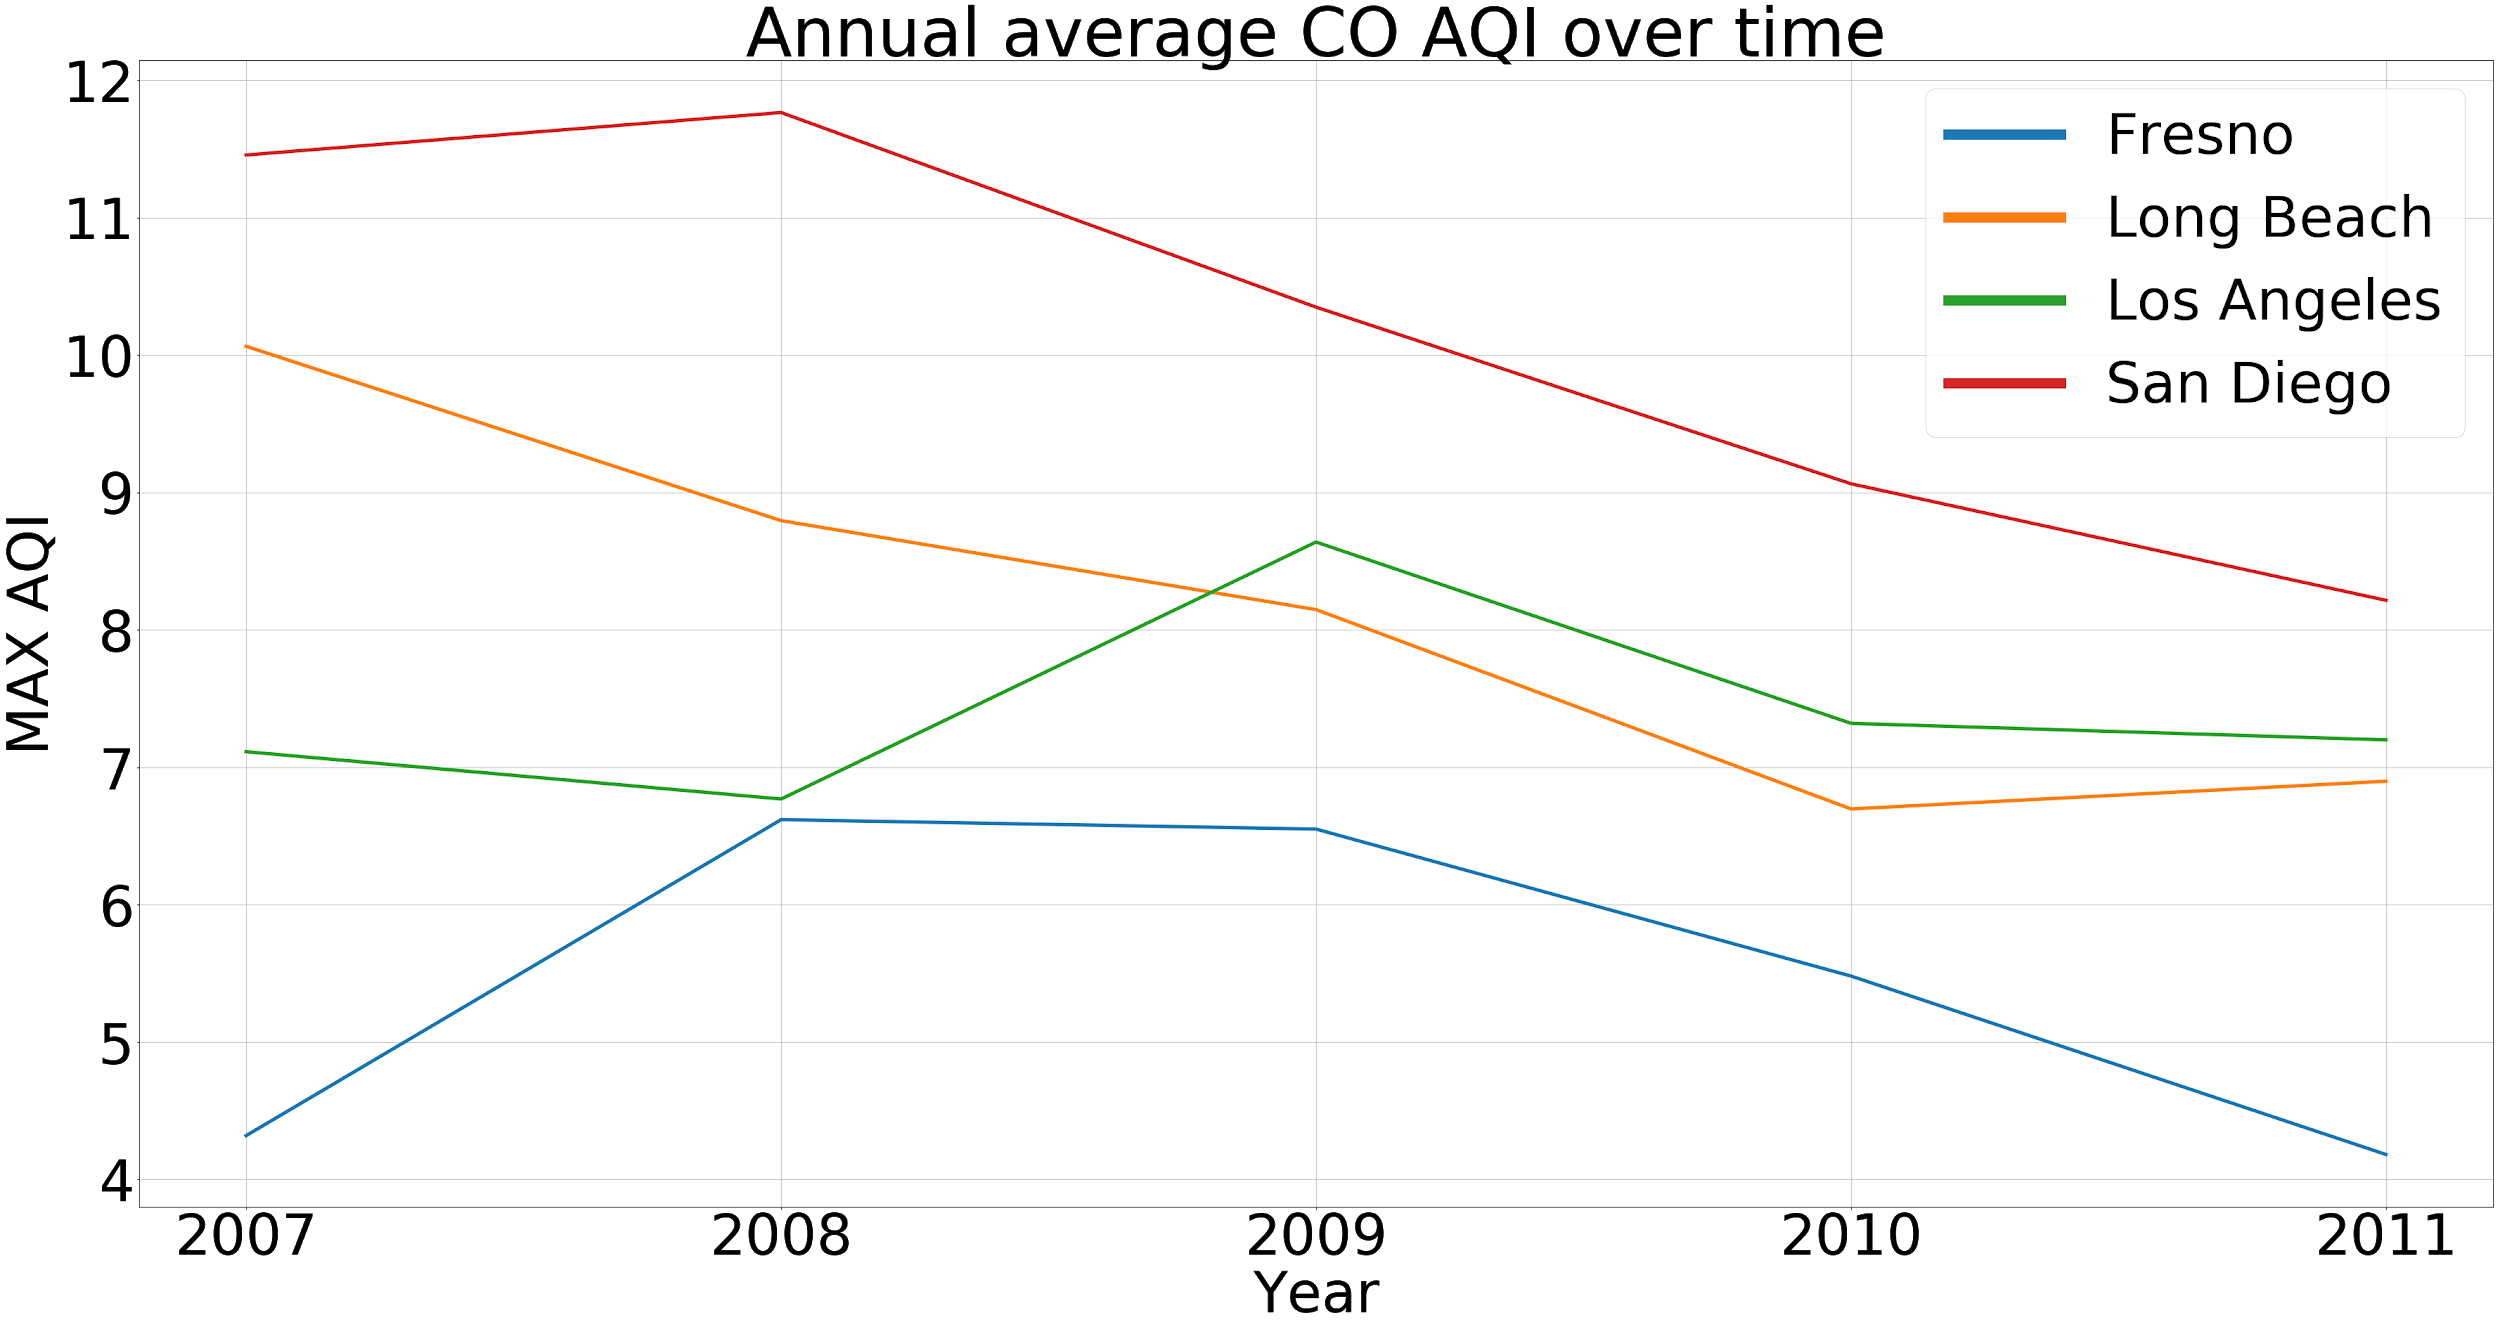 Annual average CO AQI over time
12
11
10
9
8
7
6
5
4
MAX AQI
Fresno
Long Beach
Los Angeles
San Diego
2007 2008 2009 2010 2011
Year